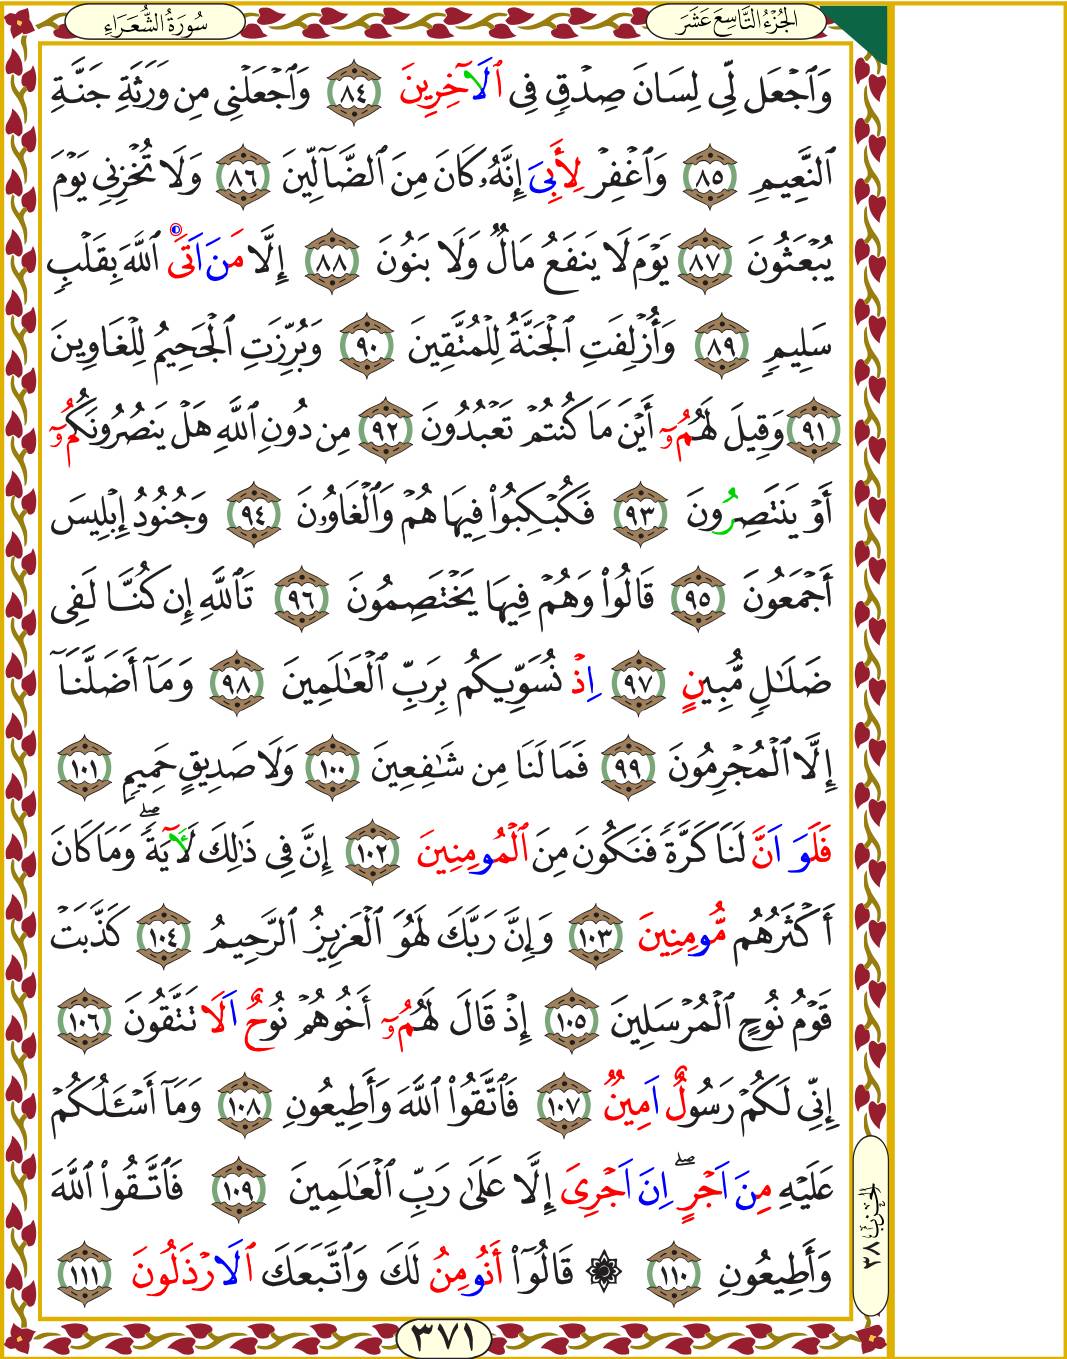 الجُزْءُ التَّاسِعَ عَشَرَ
سُورَةُ الشُّعَرَاءِ
وَٱجْعَل لِّى لِسَانَ صِدْقٍ فِى ٱلَاخِرِينَ ٨٤ وَٱجْعَلْنِى مِن وَرَثَةِ جَنَّةِ
ٱلنَّعِيمِ ٨٥ وَٱغْفِرْ لِأَبِىَ إِنَّهُۥ كَانَ مِنَ ٱلضَّآلِّينَ ٨٦ وَلَا تُخْزِنِى يَوْمَ
يُبْعَثُونَ ٨٧ يَوْمَ لَا يَنفَعُ مَالٌ وَلَا بَنُونَ ٨٨ إِلَّا مَنَ اَتَى ٱللَّهَ بِقَلْبٍ
سَلِيمٍ ٨٩ وَأُزْلِفَتِ ٱلْجَنَّةُ لِلْمُتَّقِينَ ٩٠ وَبُرِّزَتِ ٱلْجَحِيمُ لِلْغَاوِينَ
٩١ وَقِيلَ لَهُمُۥٓ أَيْنَ مَا كُنتُمْ تَعْبُدُونَ ٩٢ مِن دُونِ ٱللَّهِ هَلْ يَنصُرُونَكُمُۥٓ
أَوْ يَنتَصِرُونَ ٩٣ فَكُبْكِبُوا۟ فِيهَا هُمْ وَٱلْغَاوُۥنَ ٩٤ وَجُنُودُ إِبْلِيسَ
أَجْمَعُونَ ٩٥ قَالُوا۟ وَهُمْ فِيهَا يَخْتَصِمُونَ ٩٦ تَٱللَّهِ إِن كُنَّا لَفِى
ضَلَٰلٍ مُّبِينٍ ٩٧ اِذْ نُسَوِّيكُم بِرَبِّ ٱلْعَٰلَمِينَ ٩٨ وَمَآ أَضَلَّنَآ
إِلَّا ٱلْمُجْرِمُونَ ٩٩ فَمَا لَنَا مِن شَٰفِعِينَ ١٠٠ وَلَا صَدِيقٍ حَمِيمٍ ١٠١
فَلَوَ اَنَّ لَنَا كَرَّةً فَنَكُونَ مِنَ ٱلْمُومِنِينَ ١٠٢ إِنَّ فِى ذَٰلِكَ لَأٓيَةًۖ وَمَا كَانَ
أَكْثَرُهُم مُّومِنِينَ ١٠٣ وَإِنَّ رَبَّكَ لَهُوَ ٱلْعَزِيزُ ٱلرَّحِيمُ ١٠٤ كَذَّبَتْ
قَوْمُ نُوحٍ ٱلْمُرْسَلِينَ ١٠٥ إِذْ قَالَ لَهُمُۥٓ أَخُوهُمْ نُوحٌ اَلَا تَتَّقُونَ ١٠٦
إِنِّى لَكُمْ رَسُولٌ اَمِينٌ ١٠٧ فَٱتَّقُوا۟ ٱللَّهَ وَأَطِيعُونِ ١٠٨ وَمَآ أَسْـَٔلُكُمْ
عَلَيْهِ مِنَ اَجْرٍۖ اِنَ اَجْرِىَ إِلَّا عَلَىٰ رَبِّ ٱلْعَٰلَمِينَ ١٠٩ فَٱتَّقُوا۟ ٱللَّهَ
وَأَطِيعُونِ ١١٠ ۞ قَالُوٓا۟ أَنُومِنُ لَكَ وَٱتَّبَعَكَ ٱلَارْذَلُونَ ١١١
الحزب ٣٨
٣٧١